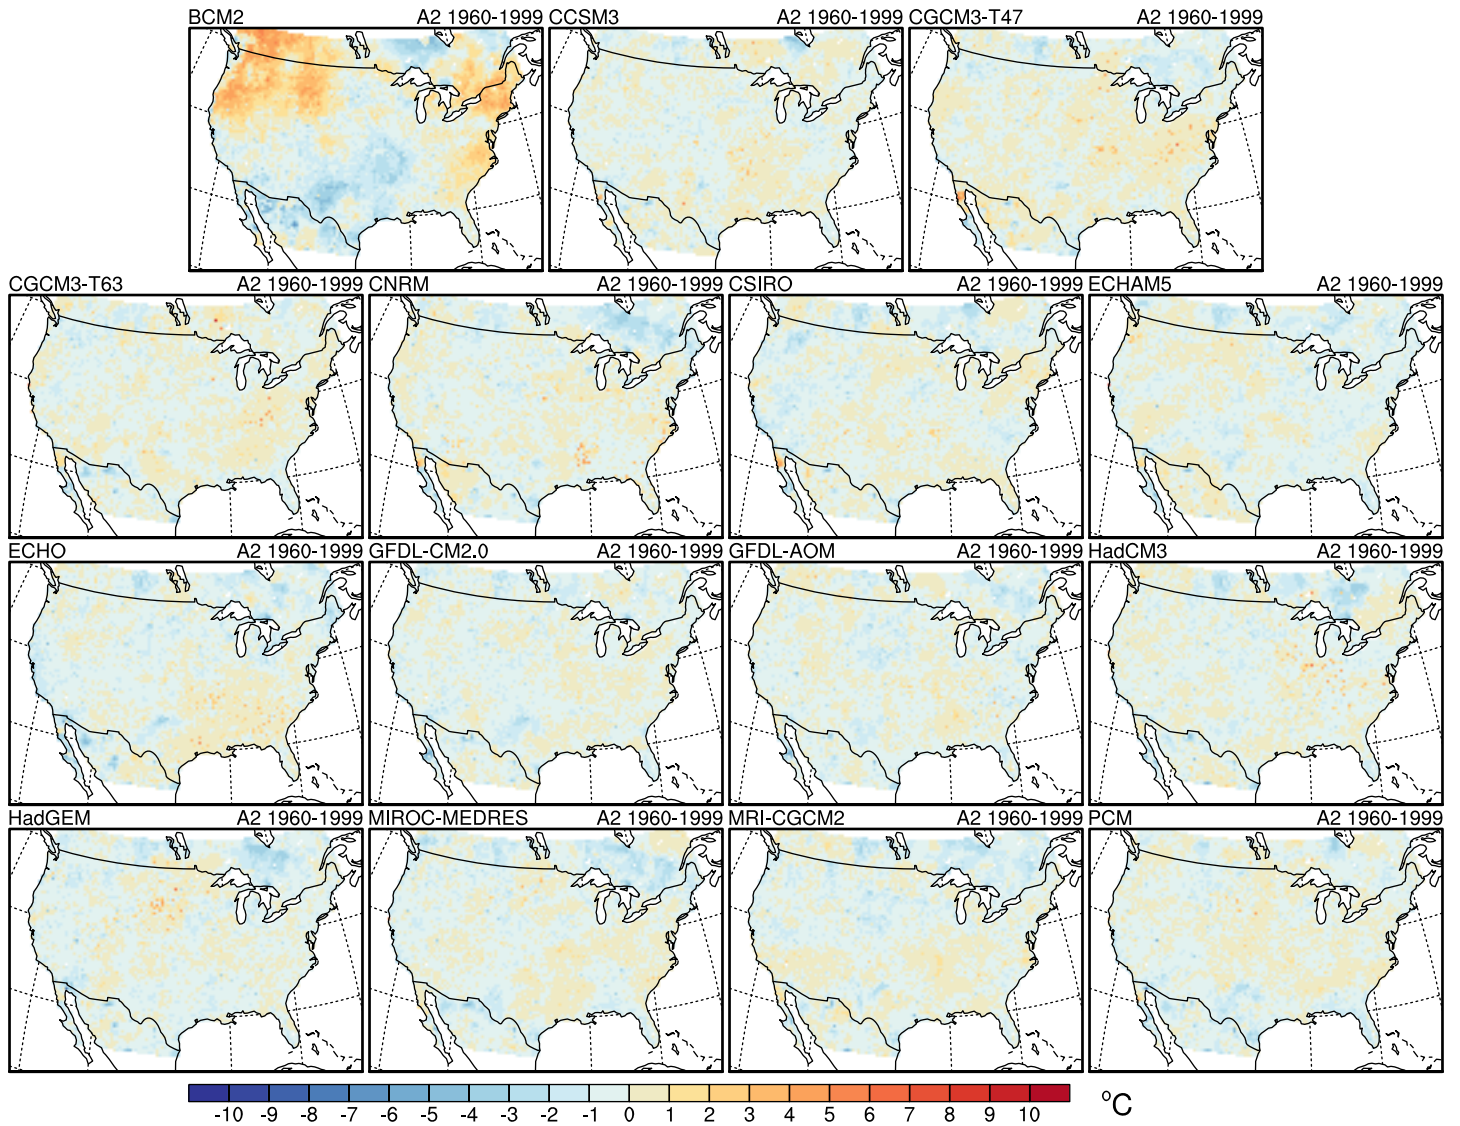 BCM2 A2 1960-1999 CCSM3 A2 1960-1999 CGCM3-T47 A2 1960-1999
CGCM3-T63 A2 1960-1999 CNRM A2 1960-1999 CSIRO A2 1960-1999 ECHAM5 A2 1960-1999
ECHO A2 1960-1999 GFDL-CM2.0 A2 1960-1999 GFDL-AOM A2 1960-1999 HadCM3 A2 1960-1999
HadGEM A2 1960-1999 MIROC-MEDRES A2 1960-1999 MRI-CGCM2 A2 1960-1999 PCM A2 1960-1999
-10 -9 -8 -7 -6 -5 -4 -3 -2 -1 0 1 2 3 4 5 6 7 8 9 10 °C